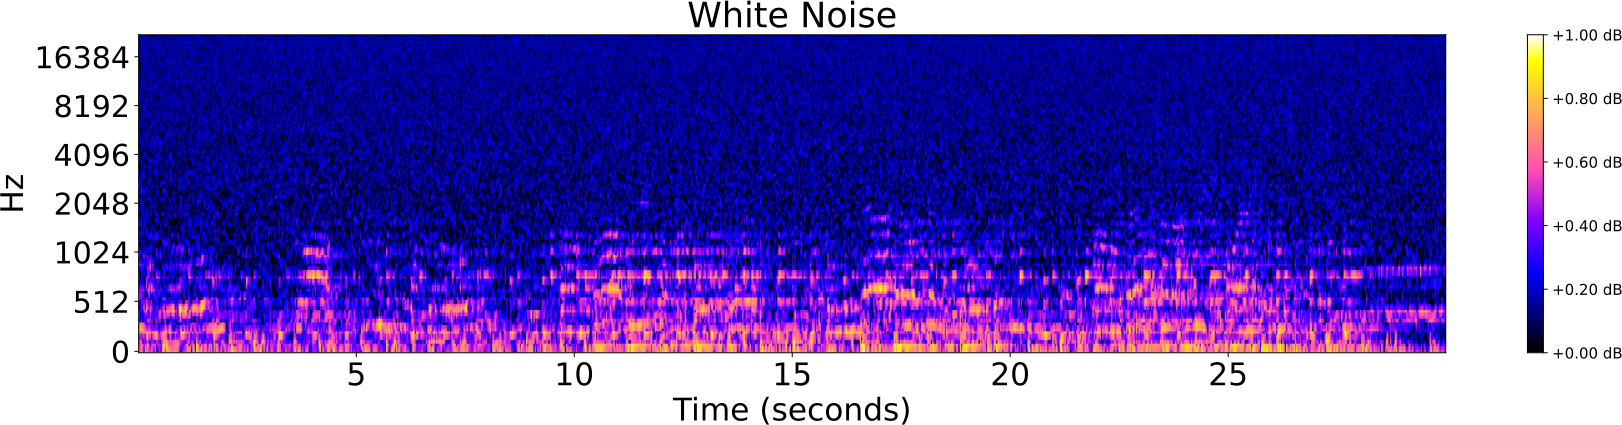 White Noise
Hz
16384
8192
4096
2048
1024
512
0
5 10 15 20 25
Time (seconds)
+1.00 dB
+0.80 dB
+0.60 dB
+0.40 dB
+0.20 dB
+0.00 dB